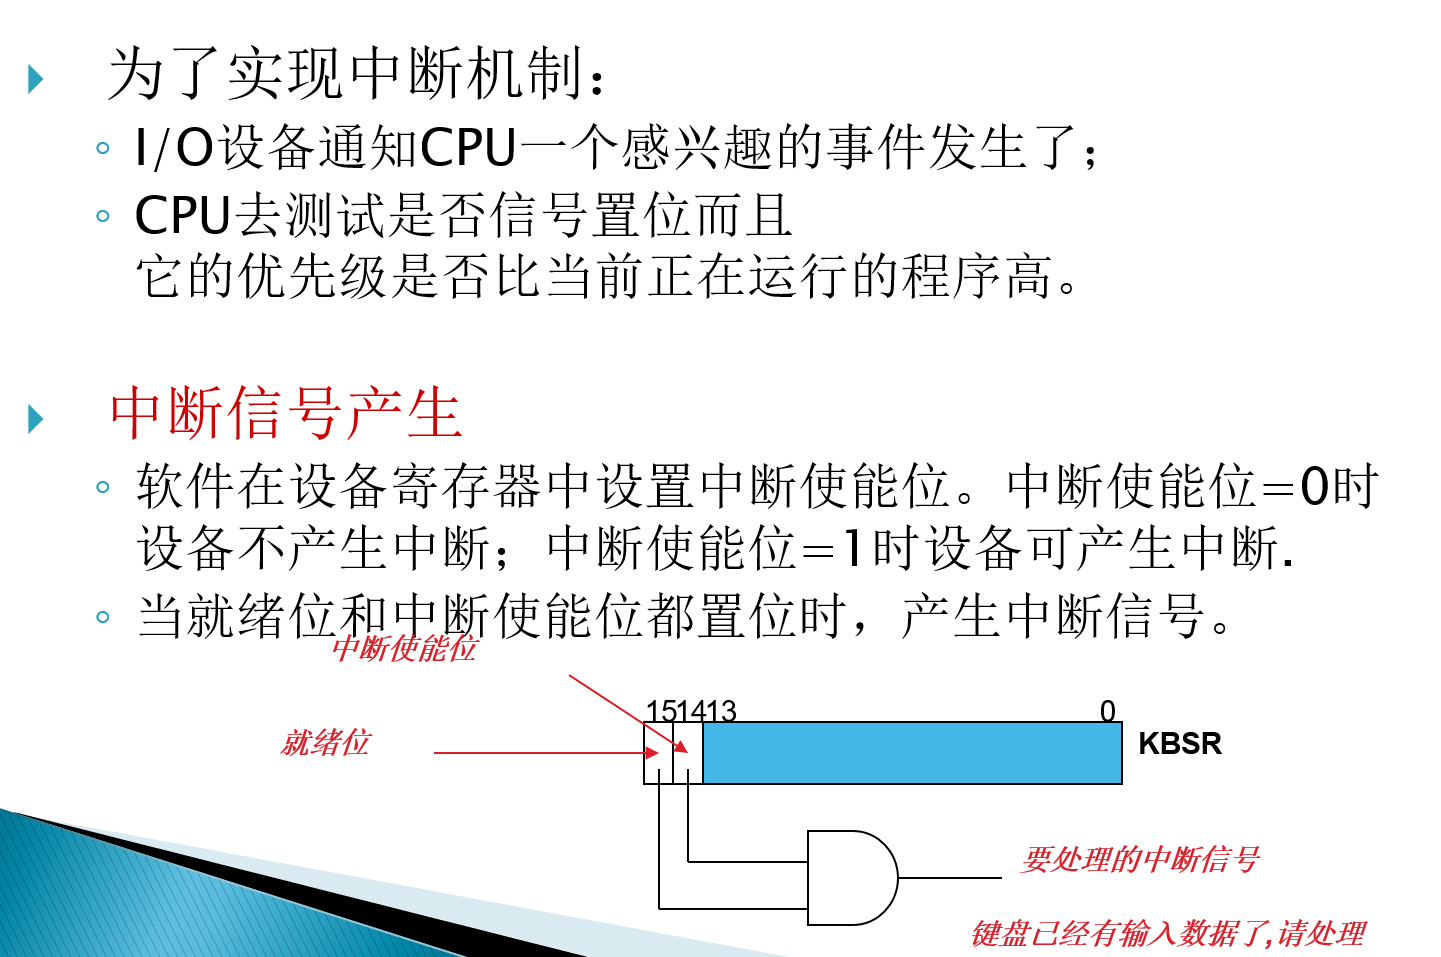 为了实现中断机制：
I/O设备通知CPU一个感兴趣的事件发生了；
CPU去测试是否信号置位而且
它的优先级是否比当前正在运行的程序高。
中断信号产生
软件在设备寄存器中设置中断使能位。中断使能位=0时
设备不产生中断；中断使能位=1时设备可产生中断.
当就绪位和中断使能位都置位时，产生中断信号。
中断使能位
15 14 13 0
就绪位
KBSR
要处理的中断信号
键盘已经有输入数据了,请处理